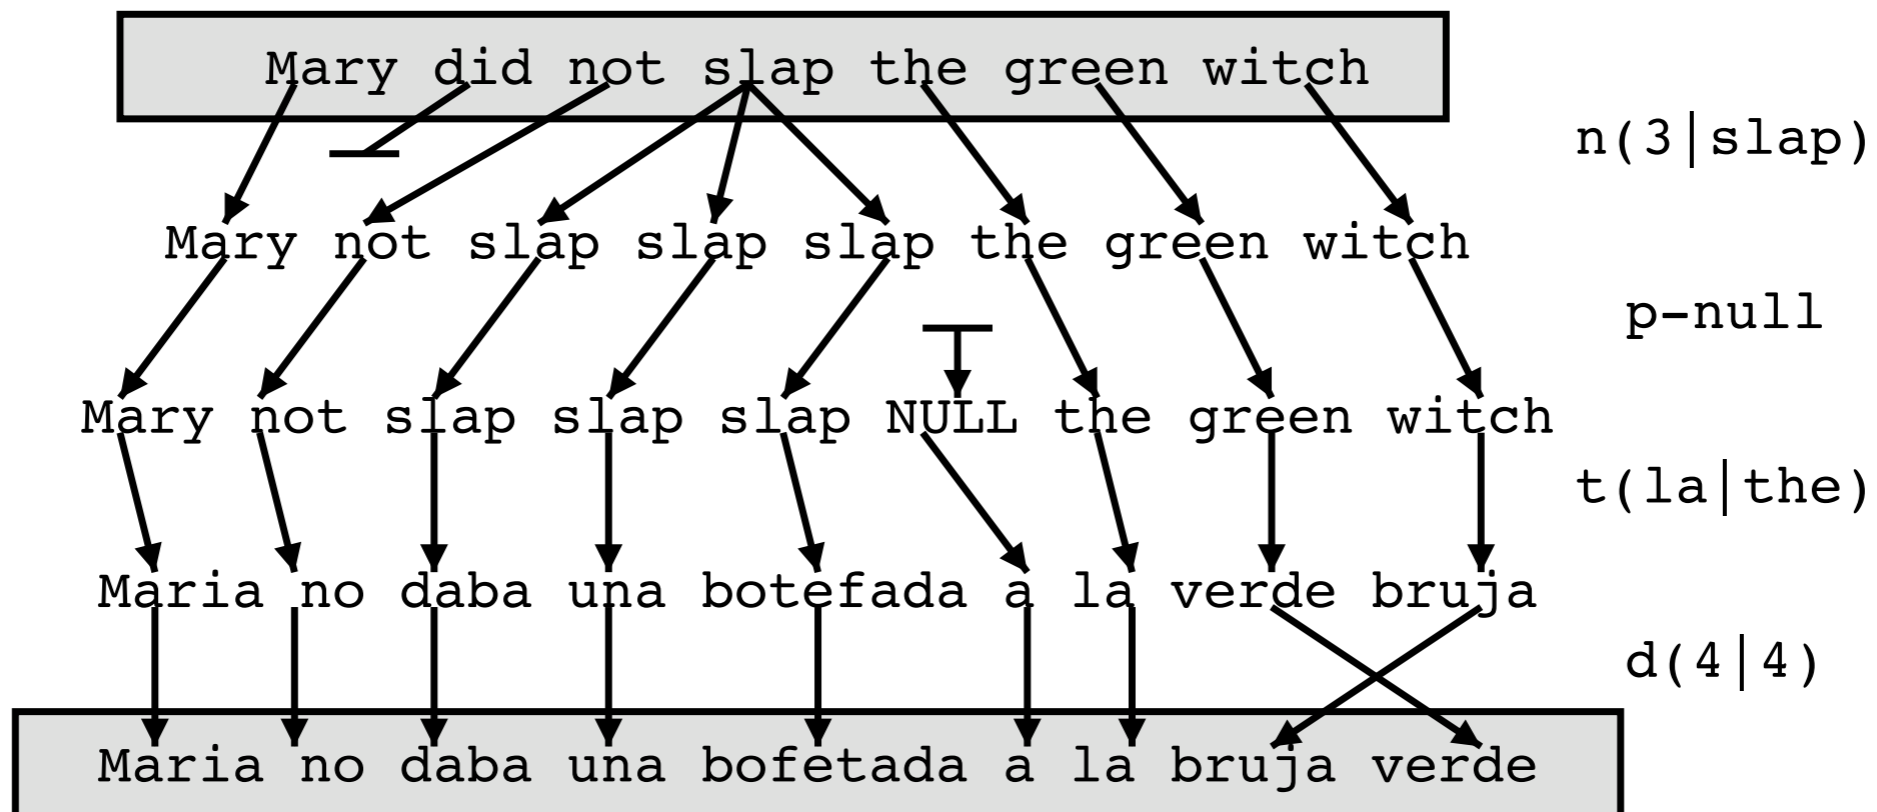 Mary did not slap the green witch
n(3|slap)
Mary not slap slap slap the green witch
p-null
Mary not slap slap slap NULL the green witch
t(la|the)
Maria no daba una botefada a la verde bruja
d(4|4)
Maria no daba una bofetada a la bruja verde